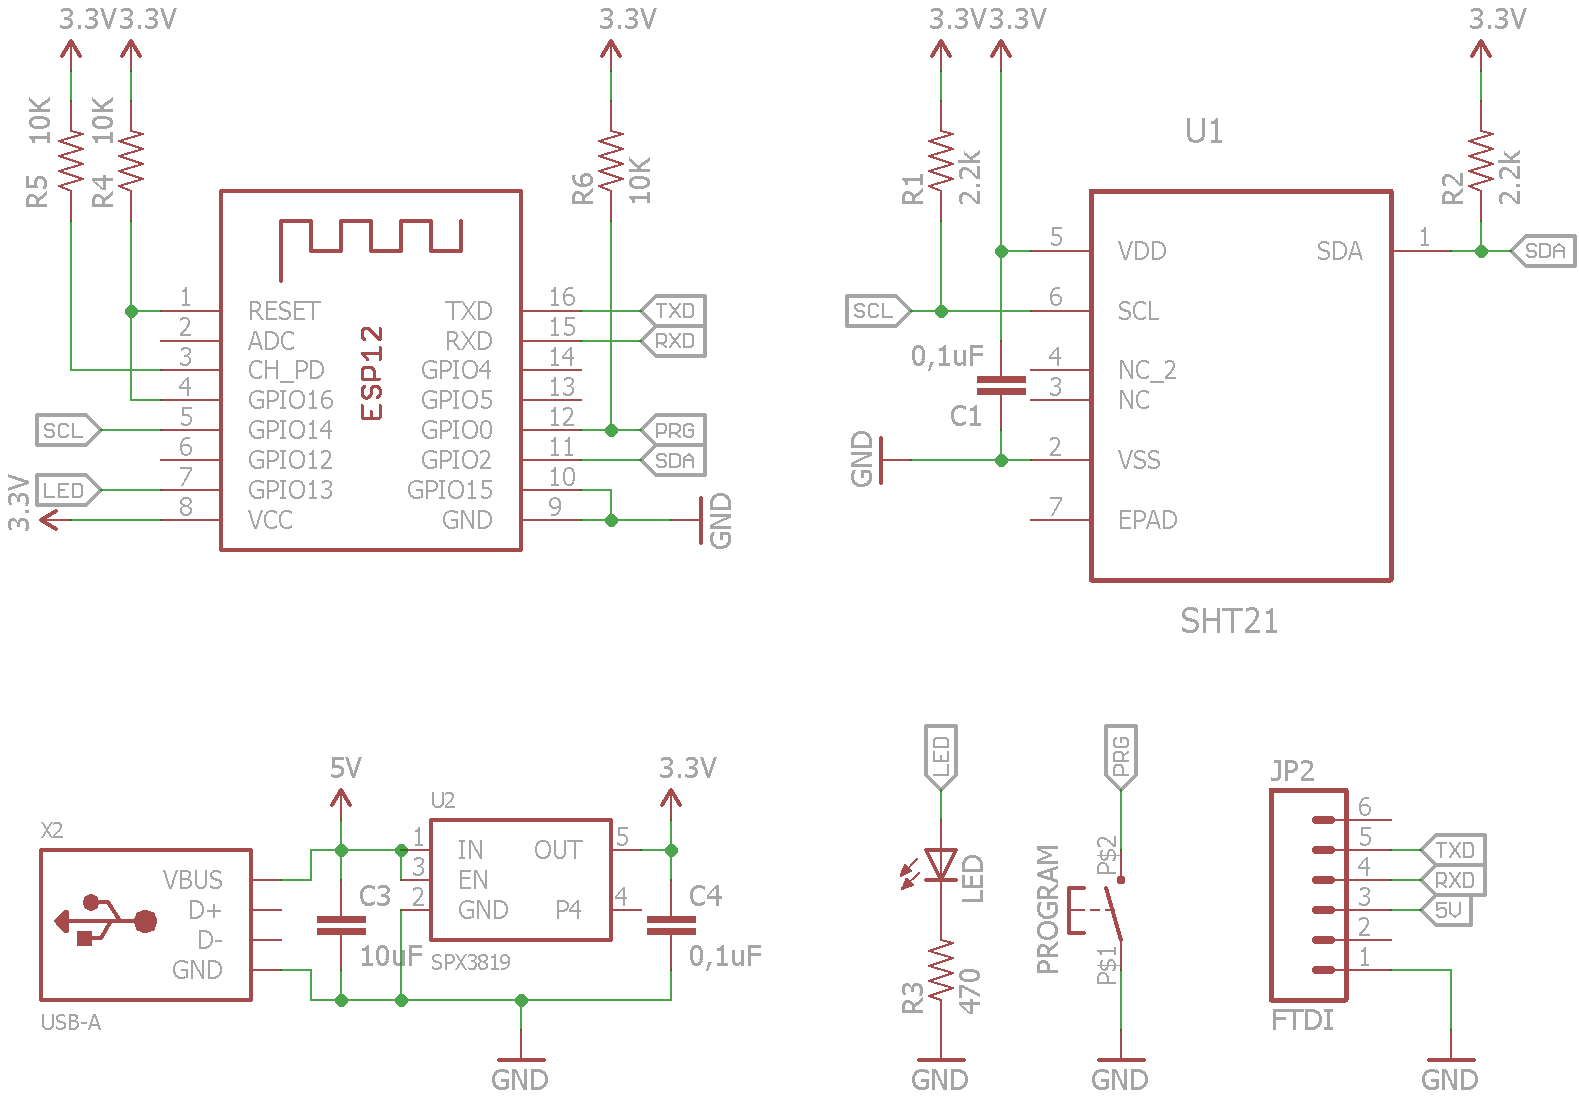 3.3V 3.3V
10K
R5
10K
R4
3.3V
R6
10K
ESP12
1 RESET
2 ADC
3 CH_PD
4 GPIO16
SCL 5 GPIO14
6 GPIO12
LED 7 GPIO13
3.3V 8 VCC
TXD 16 TXD
RXD 15 RXD
GPIO4 14
GPIO5 13
GPIO0 12 PRG
GPIO2 11 SDA
GPIO15 10
GND 9 GND
3.3V 3.3V
R1
2.2k
3.3V
R2
2.2k
U1
5 VDD
SCL 6 SCL
0,1uF
C1
4 NC_2
3 NC
GND 2 VSS
7 EPAD
SDA 1 SDA
SHT21
5V
3.3V
X2
VBUS
D+
D-
GND
USB-A
C3
10uF
U2
1 IN
3 EN
2 GND
OUT 5
P4 4
SPX3819
C4
0,1uF
GND
LED
LED
R3
470
GND
PRG
PROGRAM
P$2
P$1
GND
JP2
6
5 TXD
4 RXD
3 5V
2
1
FTDI
GND